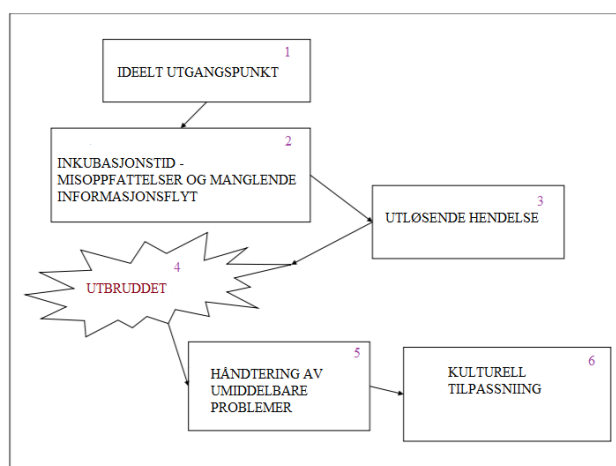 1
IDEELT UTGANGSPUNKT
2
INKUBASJONSTID -
MISOPPFATTELSER OG MANGLENDE
INFORMASJONSFLYT
3
UTLØSENDE HENDELSE
4
UTBRUDDET
5
HÅNDTERING AV
UMIDDELBARE
PROBLEMER
6
KULTURELL
TILPASSNING